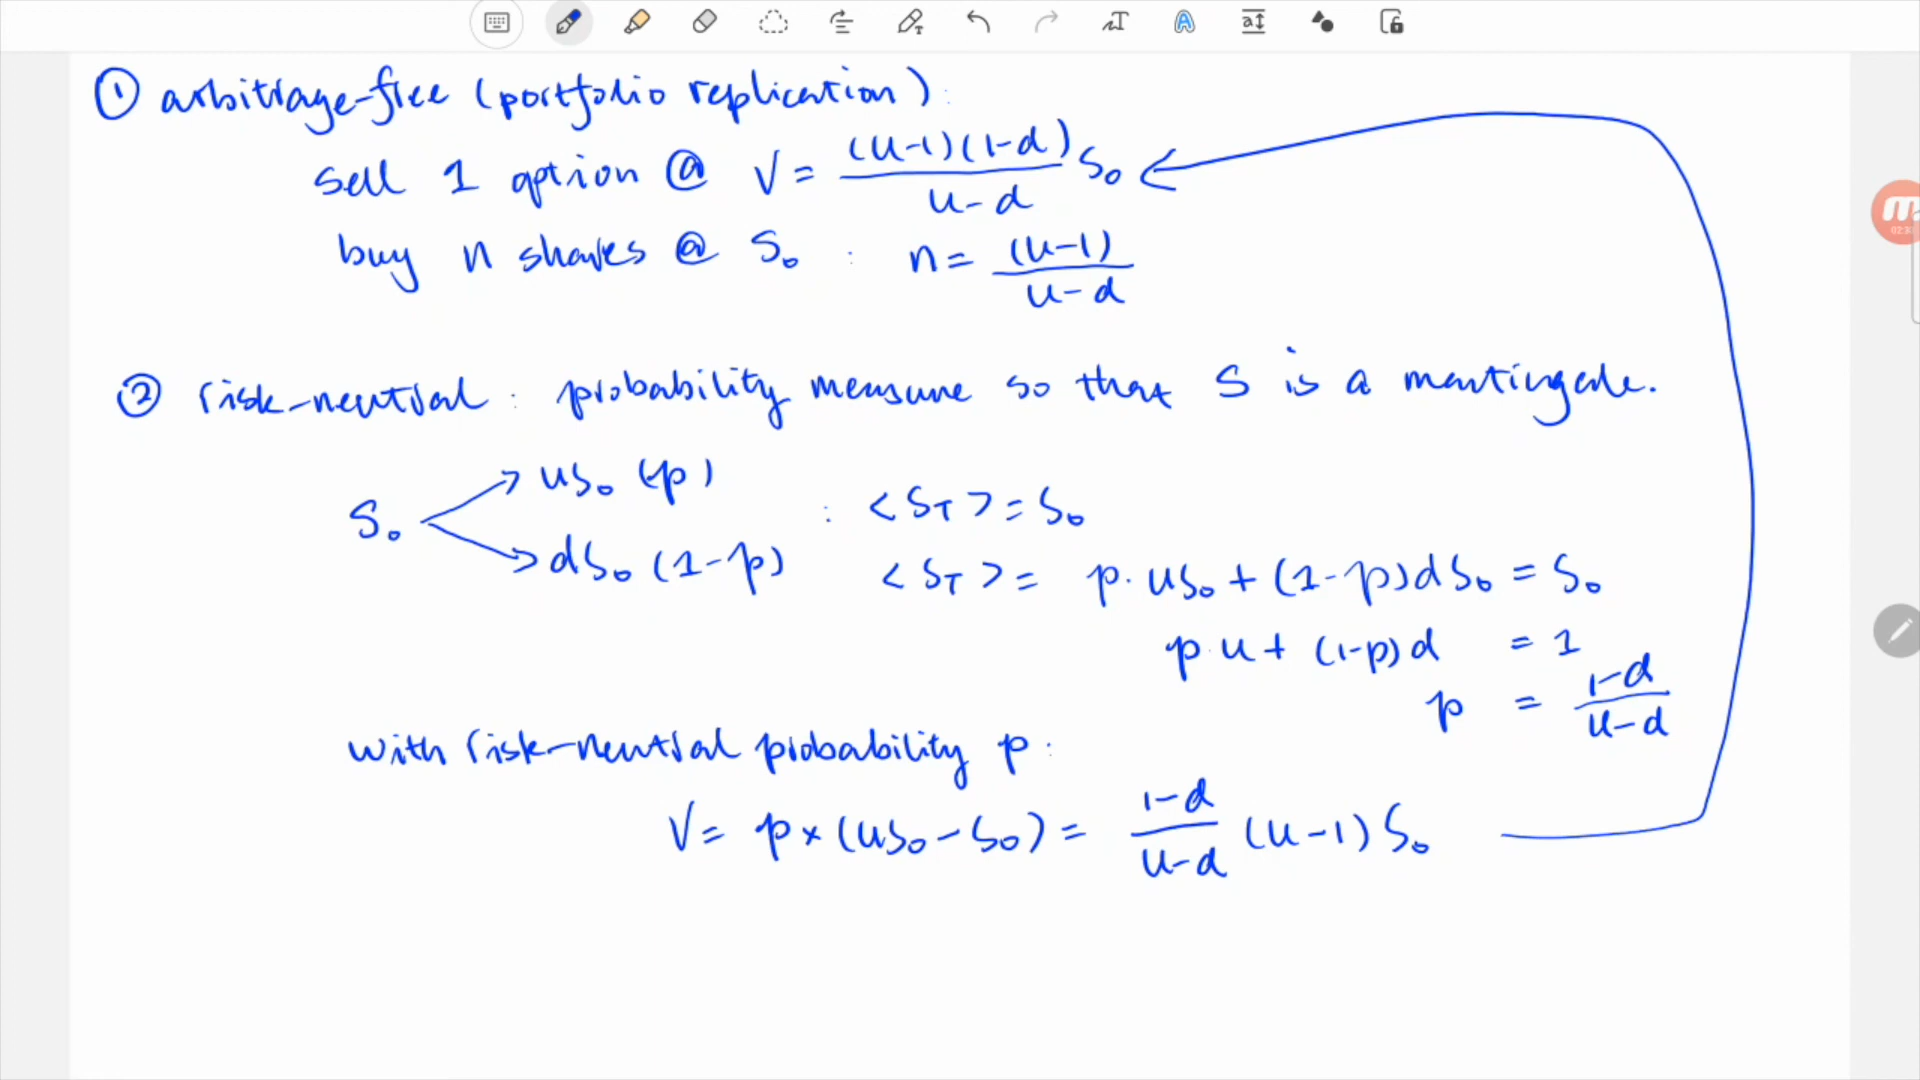 ① arbitrage-free (portfolio replication):
sell 1 option @ V = (u-1)(1-d)/(u-d) S₀
buy n shares @ S₀ : n = (u-1)/(u-d)
② risk-neutral : probability measure so that S is a martingale.
S₀ → uS₀ (p)
→ dS₀ (1-p)
: <S_T> = S₀
<S_T> = p· uS₀ + (1-p)dS₀ = S₀
p·u + (1-p)d = 1
p = (1-d)/(u-d)
with risk-neutral probability p :
V = p × (uS₀ - S₀) = (1-d)/(u-d) (u-1) S₀
02:30